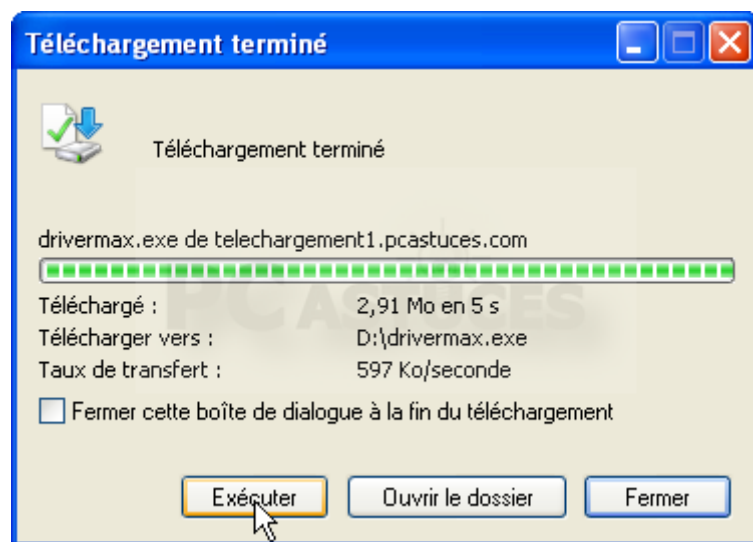 Téléchargement terminé
Téléchargement terminé
drivermax.exe de telechargement1.pcastuces.com
PC ASTUCES
Téléchargé : 2,91 Mo en 5 s
Télécharger vers : D:\drivermax.exe
Taux de transfert : 597 Ko/seconde
Fermer cette boîte de dialogue à la fin du téléchargement
Exécuter Ouvrir le dossier Fermer